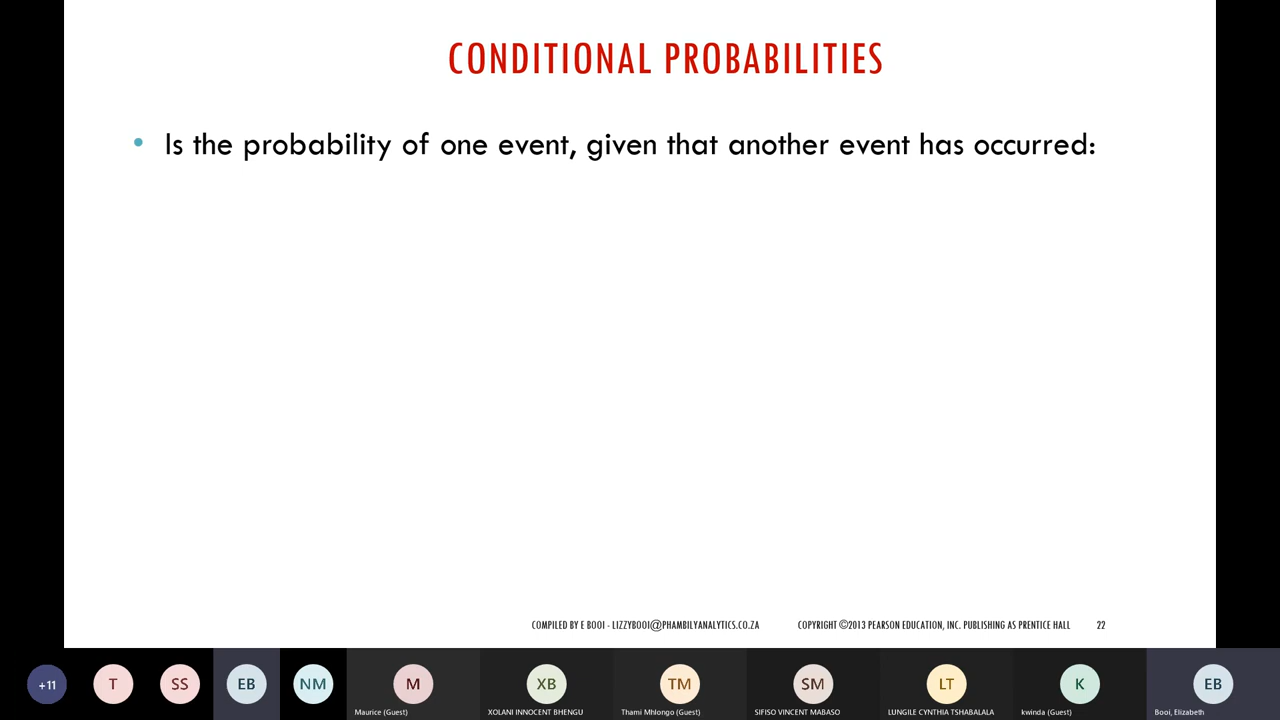 CONDITIONAL PROBABILITIES
• Is the probability of one event, given that another event has occurred:
COMPILED BY E BOOI - LIZZYBOOI@PHAMBILYANALYTICS.CO.ZA COPYRIGHT ©2013 PEARSON EDUCATION, INC. PUBLISHING AS PRENTICE HALL 22
+11 T SS EB NM M XB TM SM LT K EB
Maurice (Guest) XOLANI INNOCENT BHENGU Thami Mhlongo (Guest) SIFISO VINCENT MABASO LUNGILE CYNTHIA TSHABALALA kwinda (Guest) Booi, Elizabeth